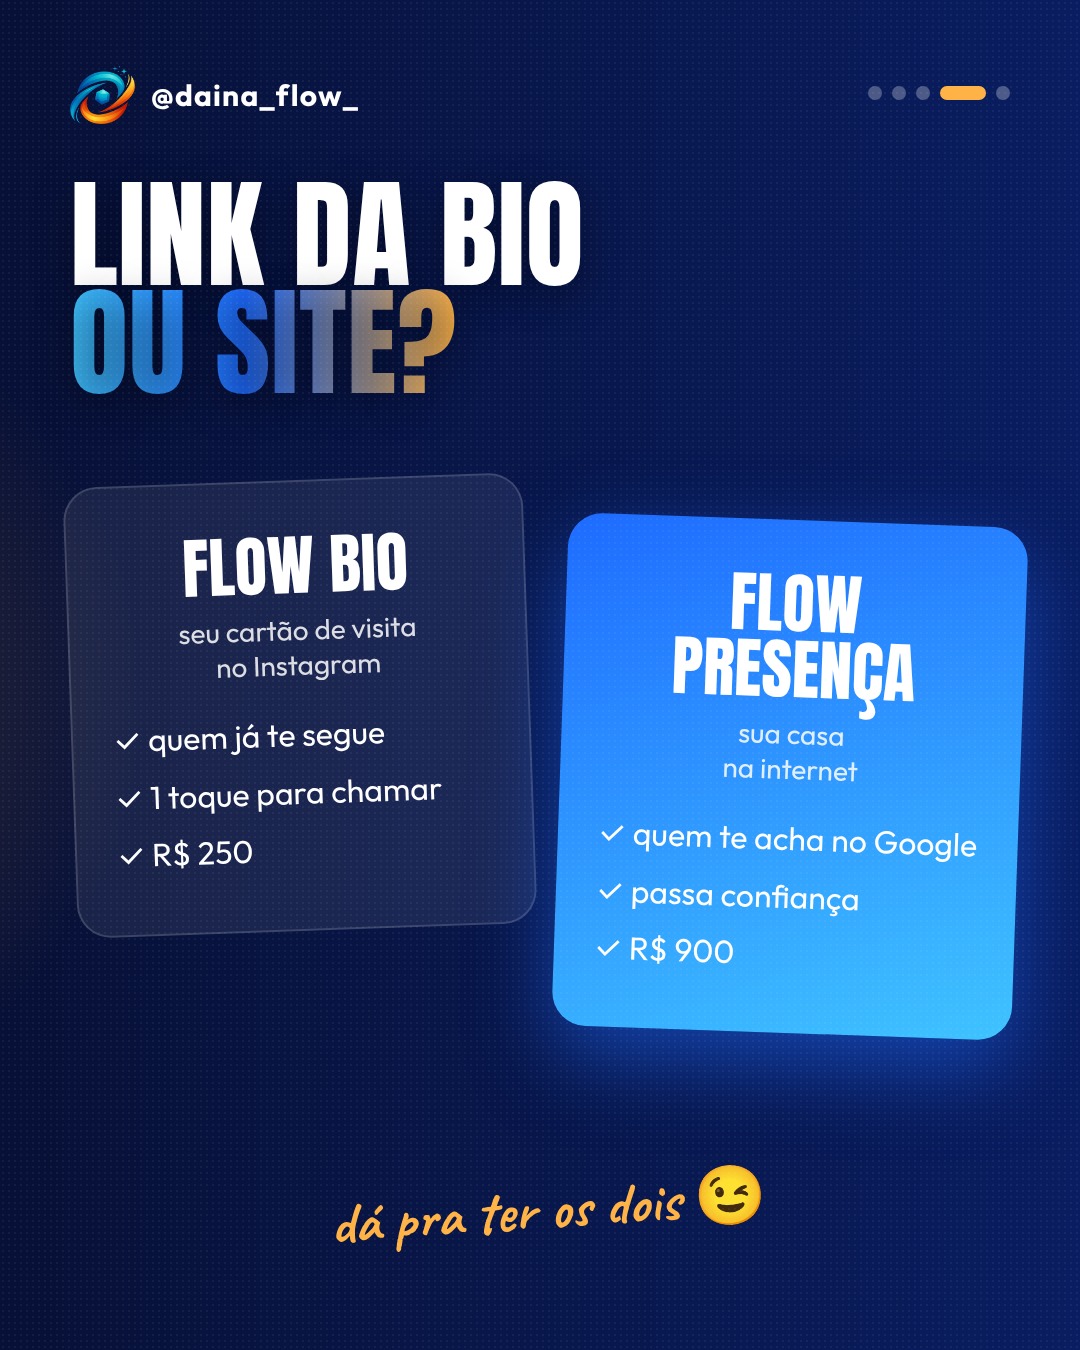 @daina_flow_
LINK DA BIO
OU SITE?
FLOW BIO
seu cartão de visita
no Instagram
✓ quem já te segue
✓ 1 toque para chamar
✓ R$ 250
FLOW
PRESENÇA
sua casa
na internet
✓ quem te acha no Google
✓ passa confiança
✓ R$ 900
dá pra ter os dois 😉